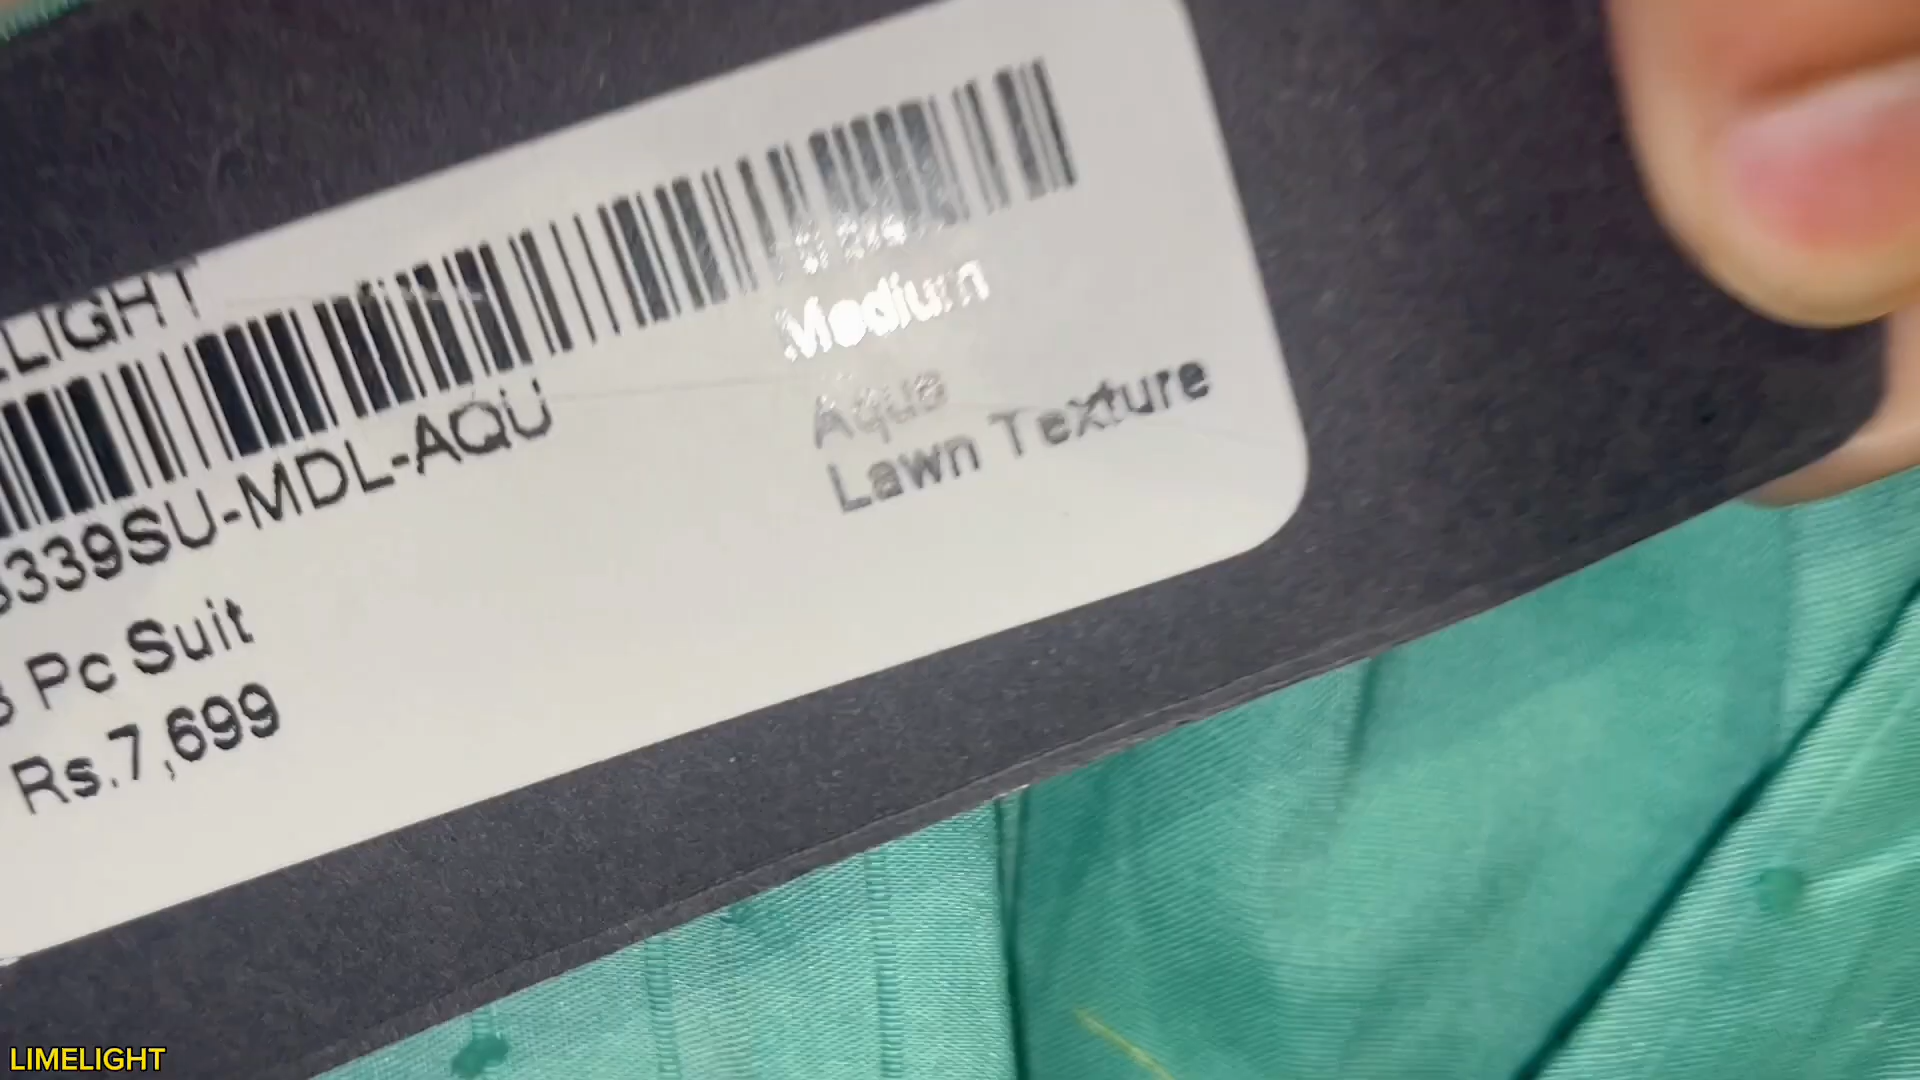 LIGHT
339SU-MDL-AQU
Pc Suit
Rs.7,699
Medium
Aqua
Lawn Texture
LIMELIGHT